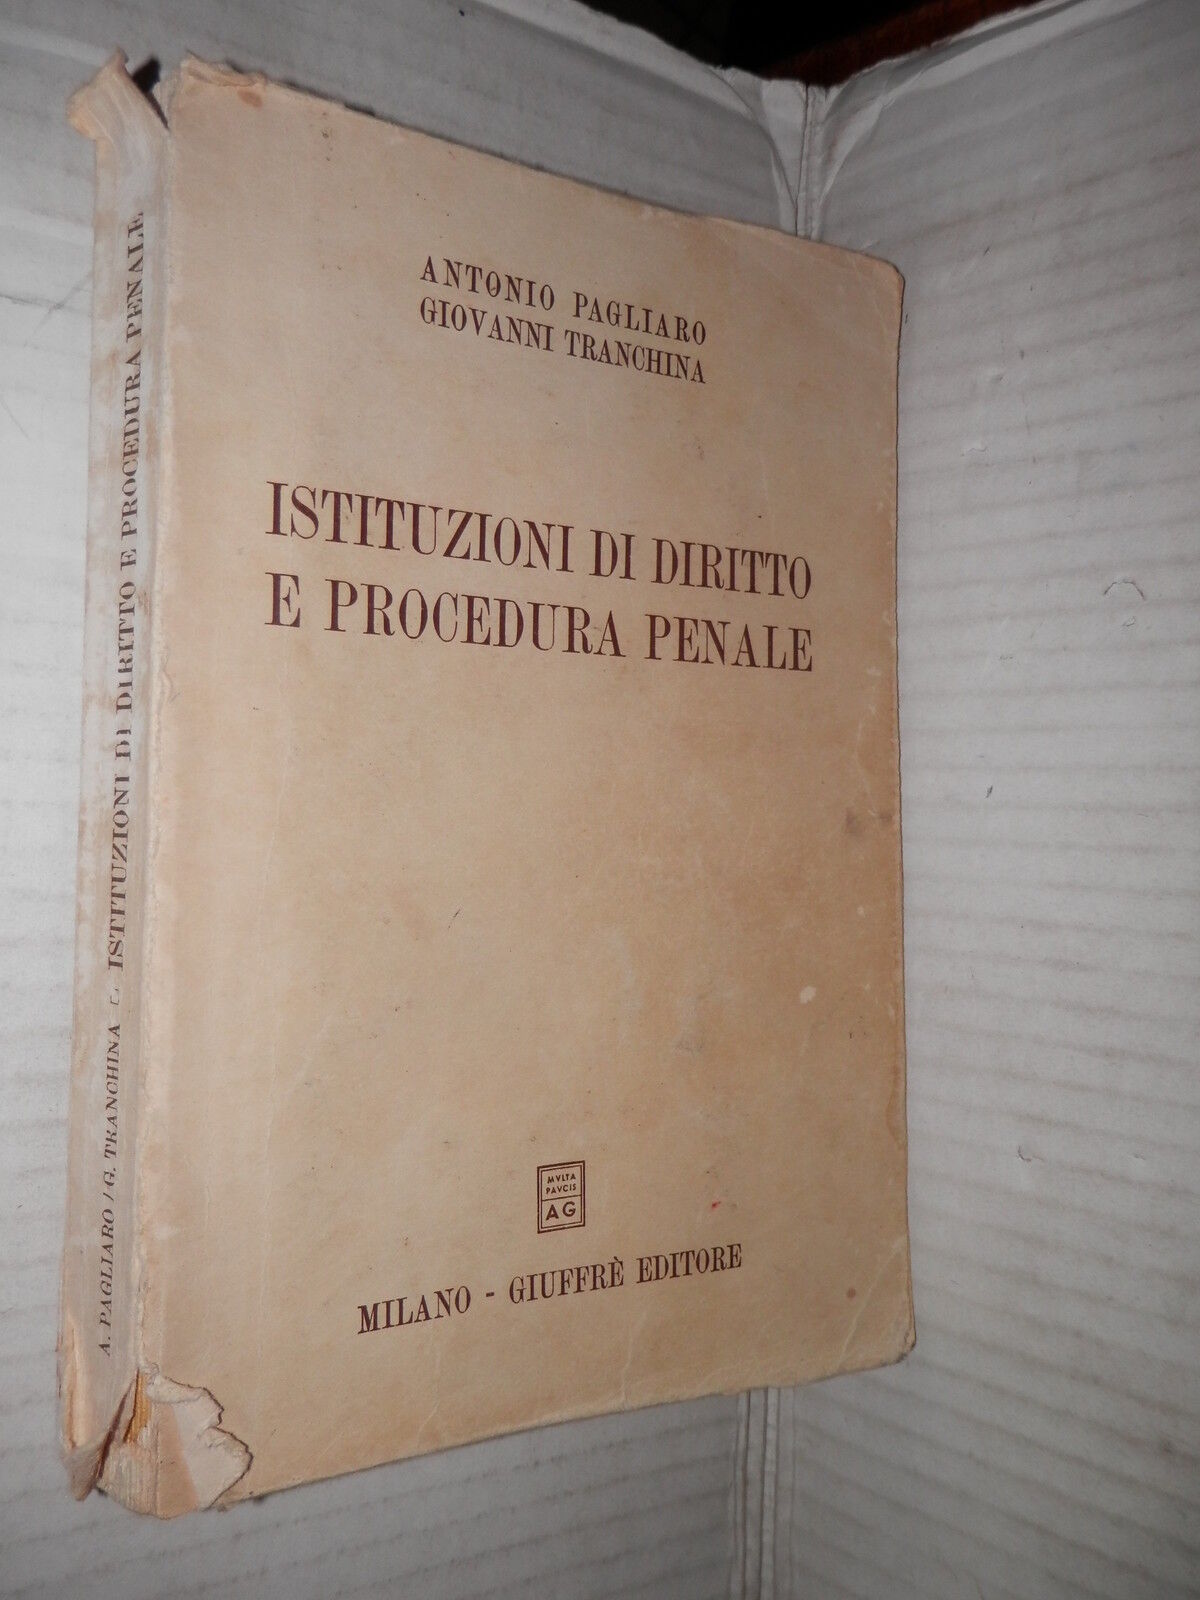 ANTONIO PAGLIARO
GIOVANNI TRANCHINA
ISTITUZIONI DI DIRITTO
E PROCEDURA PENALE
MVLTA
PAVCIS
AG
MILANO - GIUFFRÈ EDITORE
A. PAGLIARO / G. TRANCHINA - ISTITUZIONI DI DIRITTO E PROCEDURA PENALE